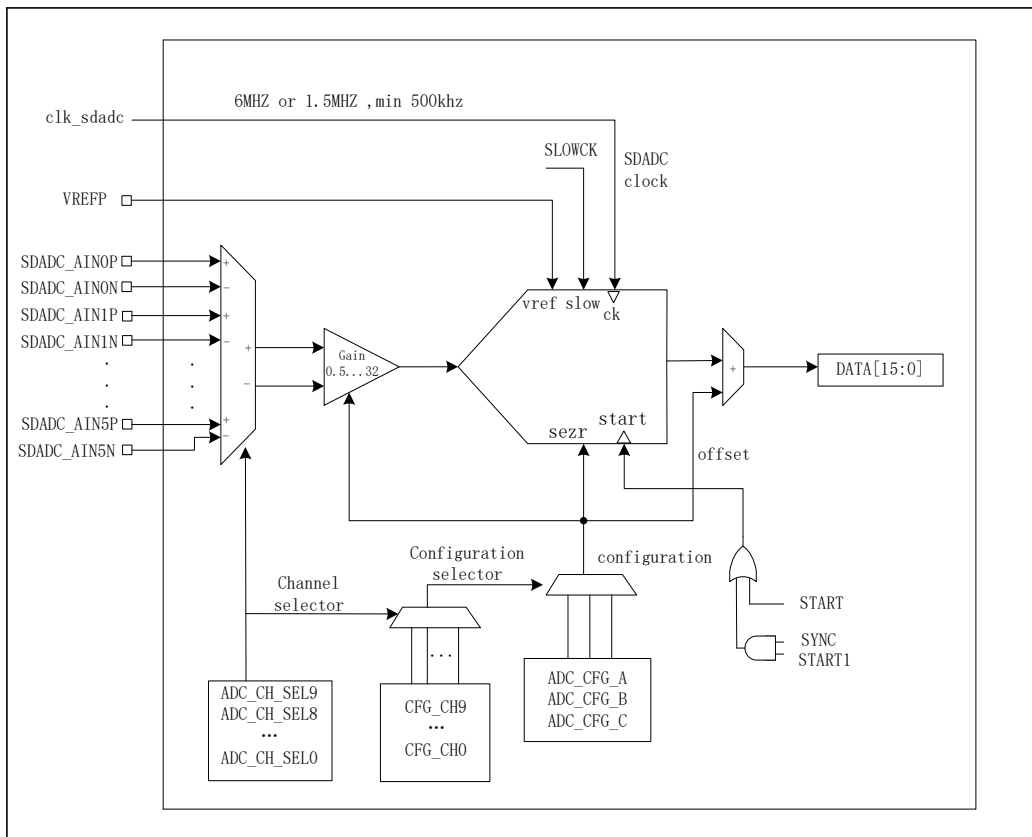 6MHZ or 1.5MHZ ,min 500khz
clk_sdadc
SLOWCK
SDADC
clock
VREFP
SDADC_AIN0P
+
SDADC_AIN0N
-
vref slow
ck
SDADC_AIN1P
+
SDADC_AIN1N
-
+
-
Gain
0.5...32
+
DATA[15:0]
. .
. .
. .
SDADC_AIN5P
+
SDADC_AIN5N
-
start
sezr
offset
Configuration
selector
configuration
Channel
selector
START
SYNC
START1
...
ADC_CH_SEL9
ADC_CH_SEL8
...
ADC_CH_SEL0
CFG_CH9
...
CFG_CH0
ADC_CFG_A
ADC_CFG_B
ADC_CFG_C